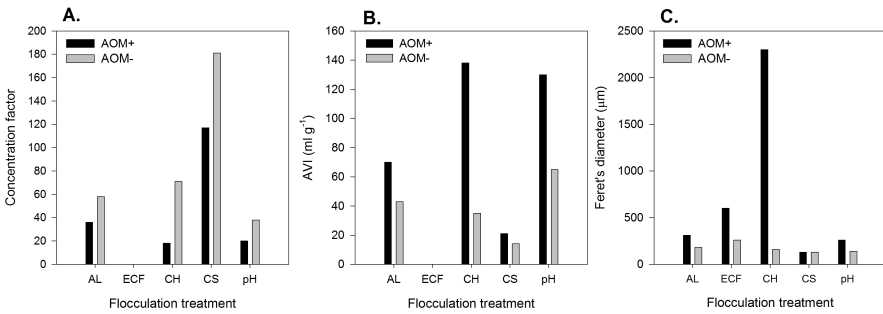 A.
AOM+
AOM-
200
180
160
140
120
100
80
60
40
20
0
Concentration factor
AL ECF CH CS pH
Flocculation treatment
B.
AOM+
AOM-
160
140
120
100
80
60
40
20
0
AVI (ml g⁻¹)
AL ECF CH CS pH
Flocculation treatment
C.
AOM+
AOM-
2500
2000
1500
1000
500
0
Feret's diameter (μm)
AL ECF CH CS pH
Flocculation treatment